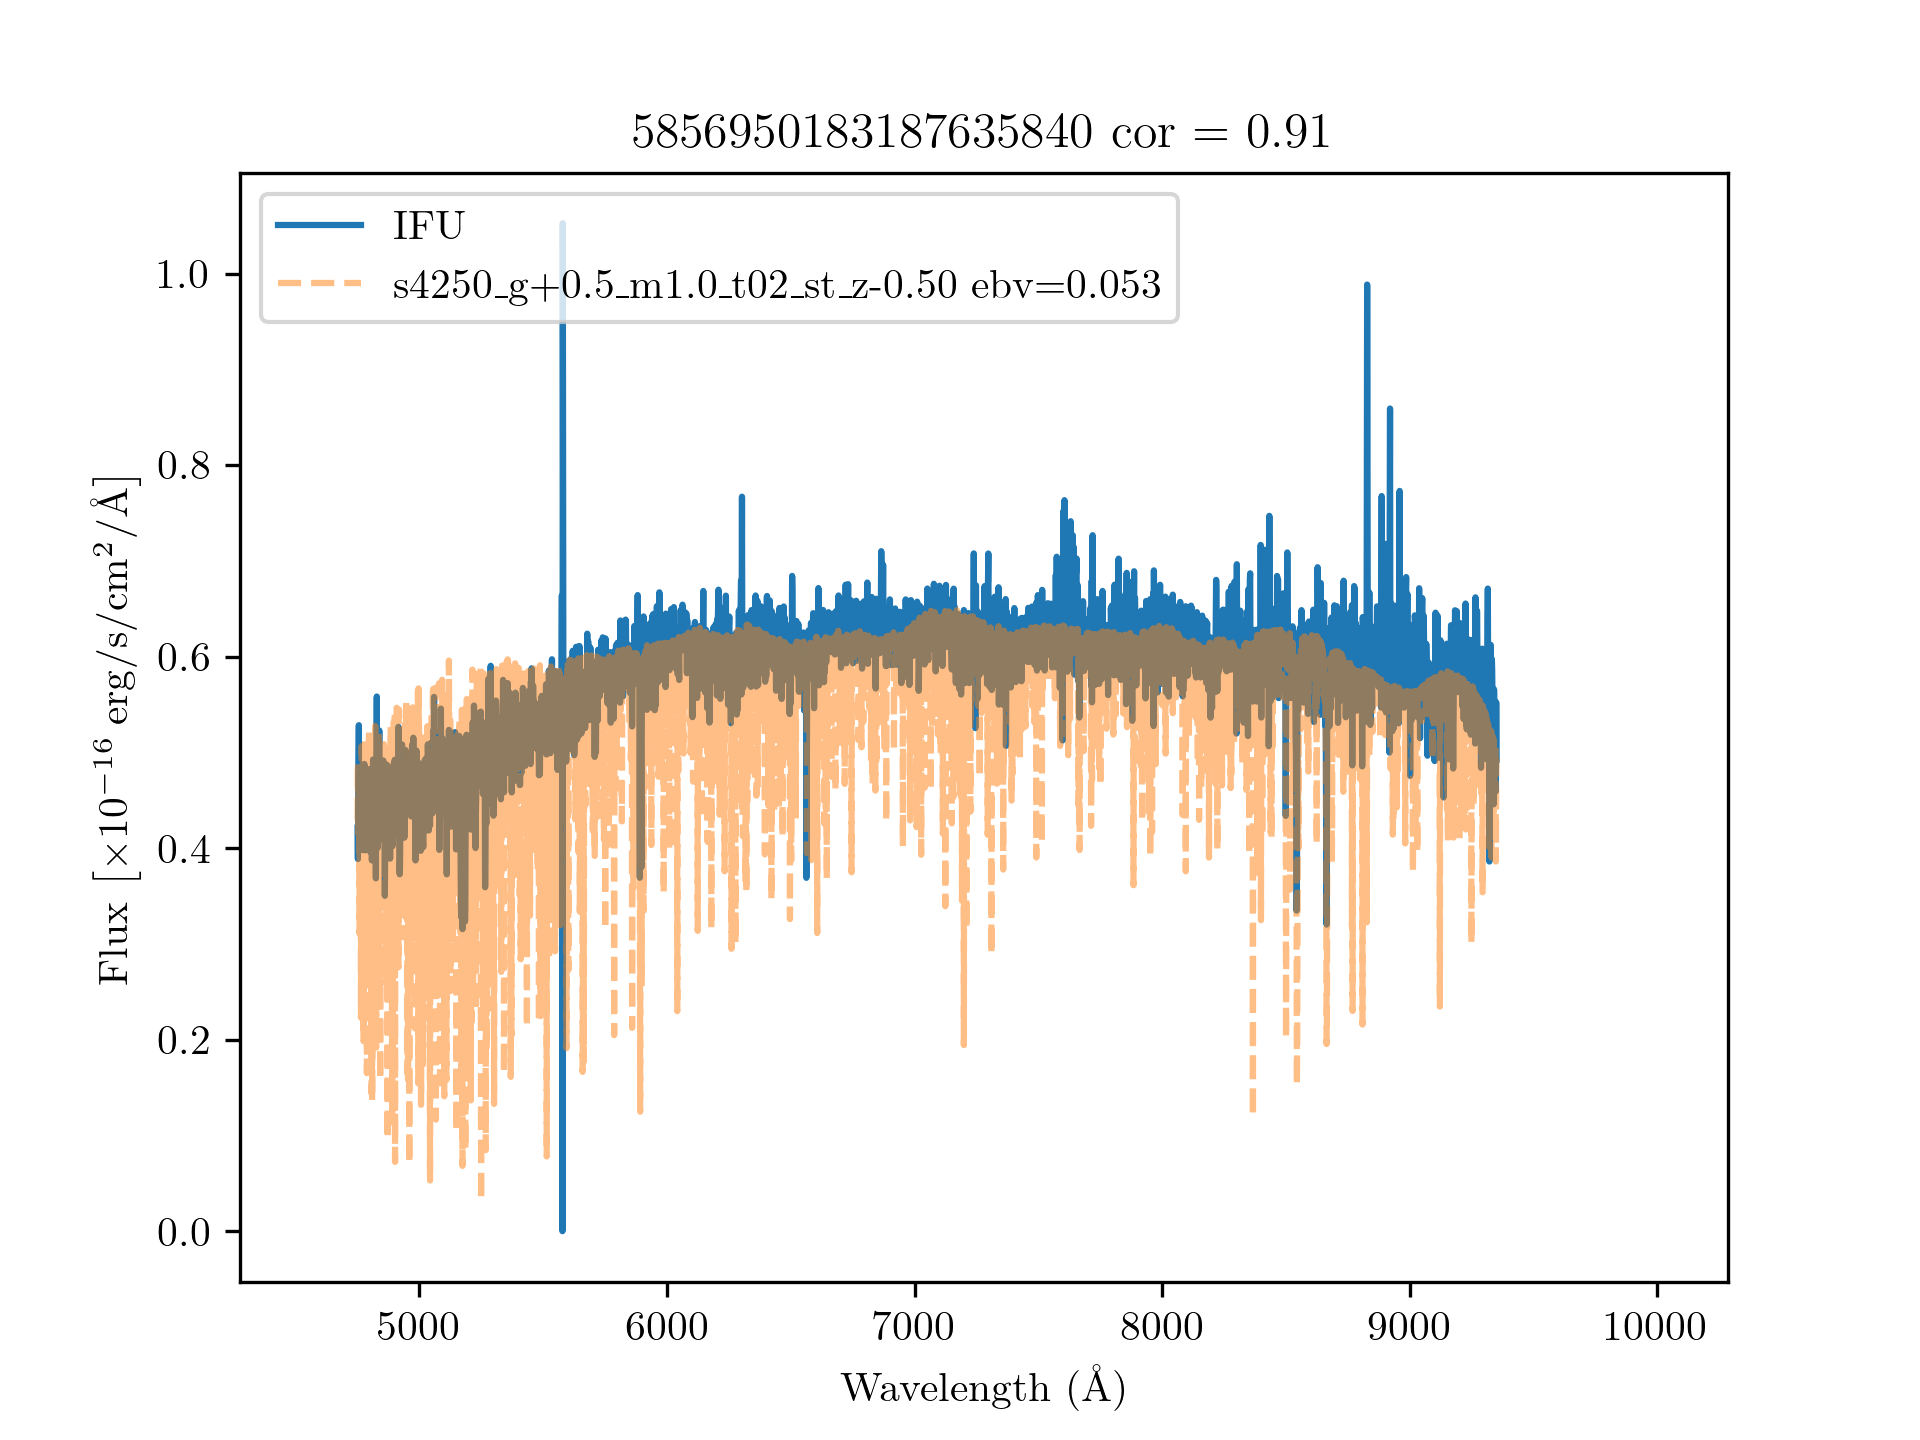 5856950183187635840 cor = 0.91
IFU
s4250_g+0.5_m1.0_t02_st_z-0.50 ebv=0.053
1.0
0.8
0.6
0.4
0.2
0.0
Flux [×10⁻¹⁶ erg/s/cm²/Å]
5000 6000 7000 8000 9000 10000
Wavelength (Å)